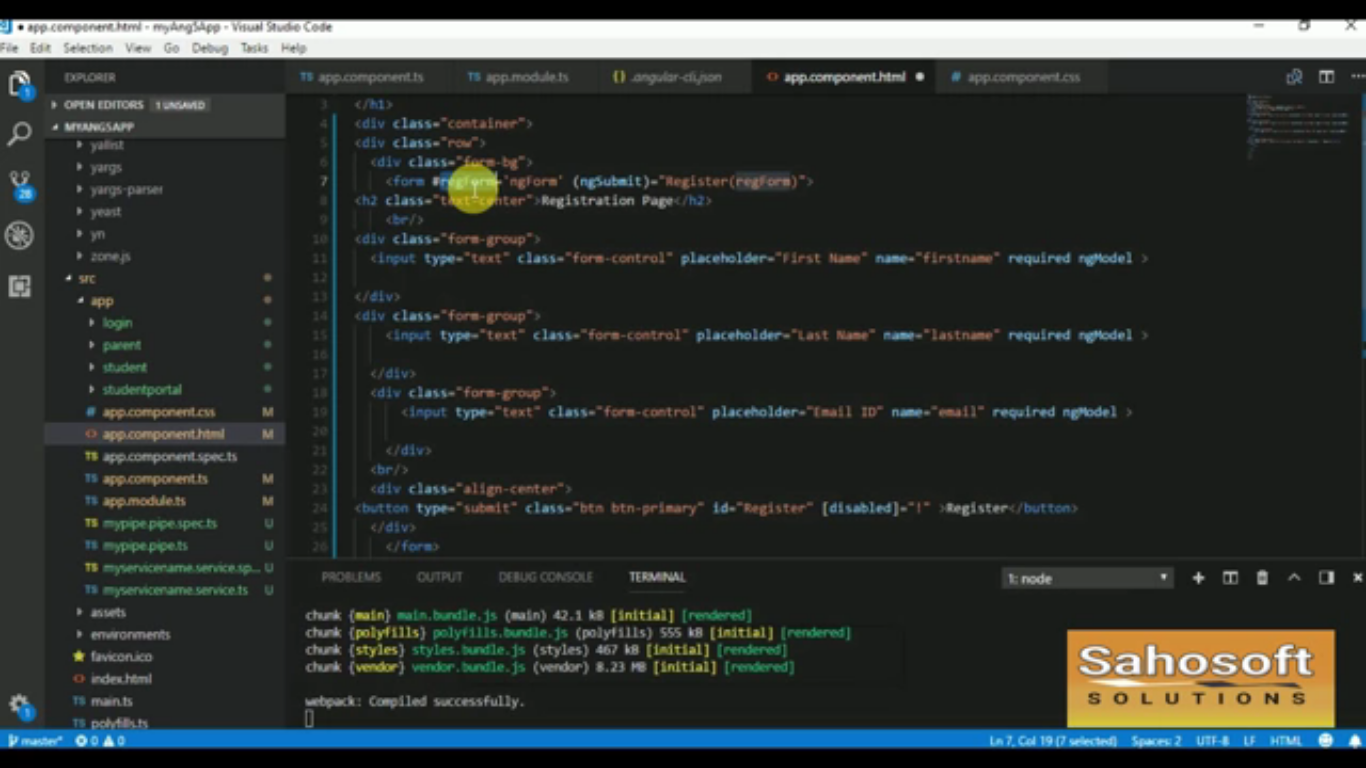 app.component.html - myAng5App - Visual Studio Code
File Edit Selection View Go Debug Tasks Help
EXPLORER
OPEN EDITORS 1 UNSAVED
MYANG5APP
yallist
yargs
yargs-parser
yeast
yn
zone.js
src
app
login
parent
student
studentportal
# app.component.css M
<> app.component.html M
TS app.component.spec.ts
TS app.component.ts M
TS app.module.ts M
TS mypipe.pipe.spec.ts U
TS mypipe.pipe.ts U
TS myservicename.service.sp... U
TS myservicename.service.ts U
assets
environments
favicon.ico
<> index.html
TS main.ts
TS polyfills.ts
1
28
1
TS app.component.ts TS app.module.ts {} .angular-cli.json <> app.component.html # app.component.css
3 </h1>
4 <div class="container">
5 <div class="row">
6 <div class="form-bg">
7 <form #regForm='ngForm' (ngSubmit)="Register(regForm)">
8 <h2 class="text-center">Registration Page</h2>
9 <br/>
10 <div class="form-group">
11 <input type="text" class="form-control" placeholder="First Name" name="firstname" required ngModel >
12
13 </div>
14 <div class="form-group">
15 <input type="text" class="form-control" placeholder="Last Name" name="lastname" required ngModel >
16
17 </div>
18 <div class="form-group">
19 <input type="text" class="form-control" placeholder="Email ID" name="email" required ngModel >
20
21 </div>
22 <br/>
23 <div class="align-center">
24 <button type="submit" class="btn btn-primary" id="Register" [disabled]="!" >Register</button>
25 </div>
26 </form>
PROBLEMS OUTPUT DEBUG CONSOLE TERMINAL 1: node
chunk {main} main.bundle.js (main) 42.1 kB [initial] [rendered]
chunk {polyfills} polyfills.bundle.js (polyfills) 555 kB [initial] [rendered]
chunk {styles} styles.bundle.js (styles) 467 kB [initial] [rendered]
chunk {vendor} vendor.bundle.js (vendor) 8.23 MB [initial] [rendered]
webpack: Compiled successfully.
Sahosoft
SOLUTIONS
master* 0 0 Ln 7, Col 19 (7 selected) Spaces: 2 UTF-8 LF HTML